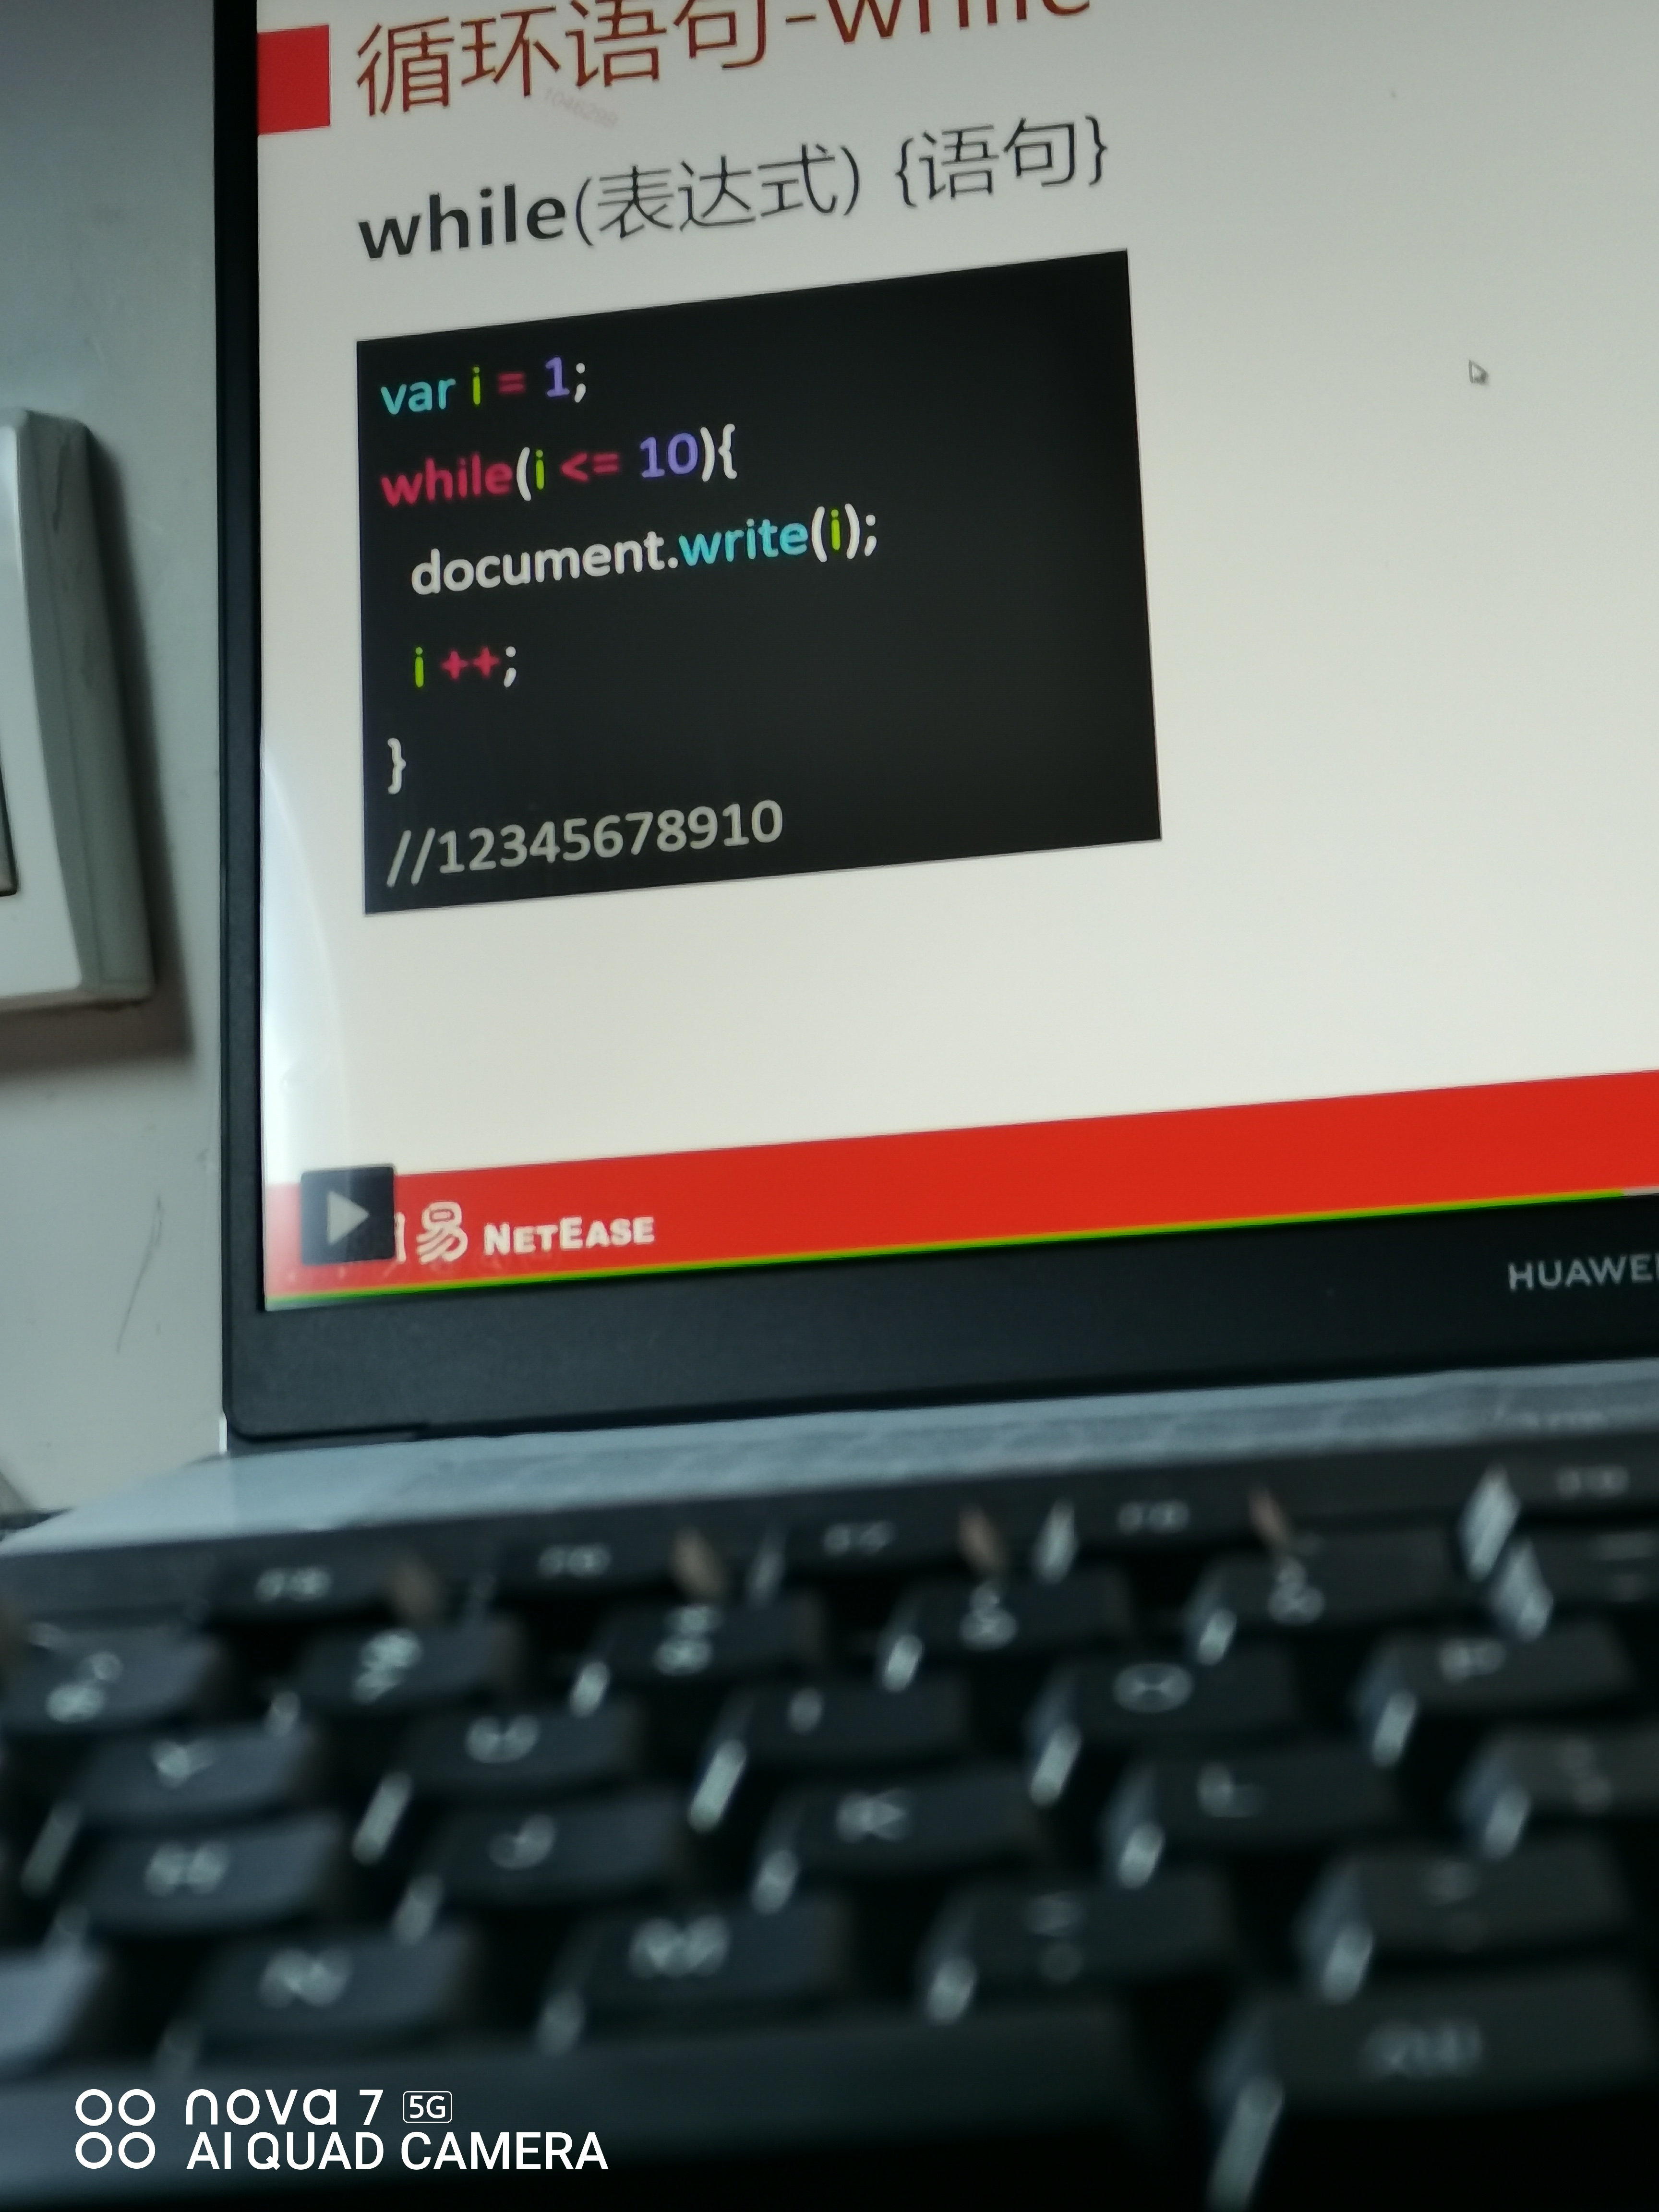 循环语句-while
1046299
while(表达式) {语句}
var i = 1;
while(i <= 10){
document.write(i);
i ++;
}
//12345678910
易 NETEASE
HUAWEI
nova 7 5G
AI QUAD CAMERA